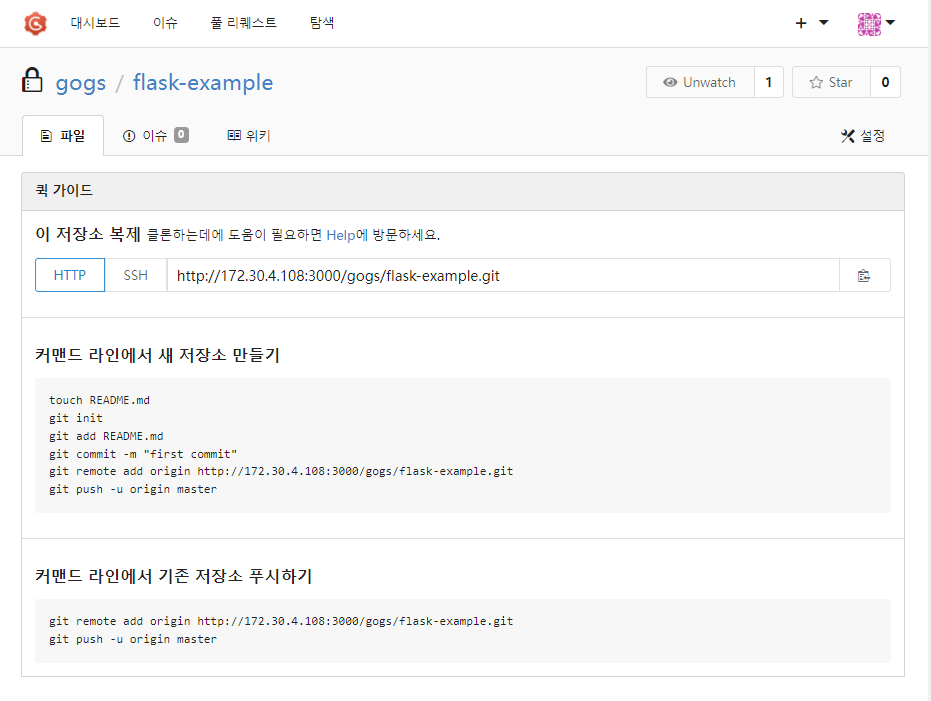 대시보드 이슈 풀 리퀘스트 탐색 +
gogs / flask-example Unwatch 1 Star 0
파일 이슈 0 위키 설정
퀵 가이드
이 저장소 복제 클론하는데에 도움이 필요하면 Help에 방문하세요.
HTTP SSH http://172.30.4.108:3000/gogs/flask-example.git
커맨드 라인에서 새 저장소 만들기
touch README.md
git init
git add README.md
git commit -m "first commit"
git remote add origin http://172.30.4.108:3000/gogs/flask-example.git
git push -u origin master
커맨드 라인에서 기존 저장소 푸시하기
git remote add origin http://172.30.4.108:3000/gogs/flask-example.git
git push -u origin master